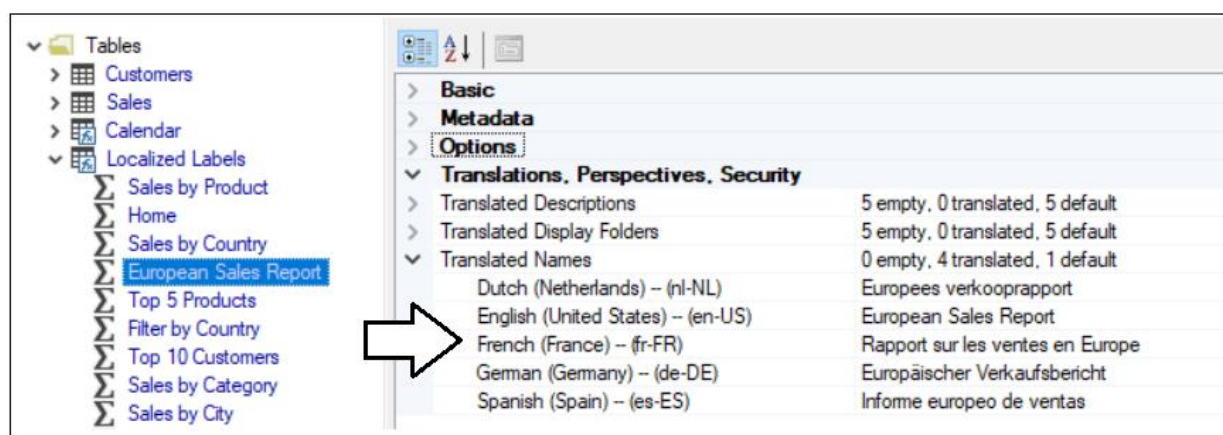 Tables
Customers
Sales
Calendar
Localized Labels
Sales by Product
Home
Sales by Country
European Sales Report
Top 5 Products
Filter by Country
Top 10 Customers
Sales by Category
Sales by City
Basic
Metadata
Options
Translations, Perspectives, Security
Translated Descriptions 5 empty, 0 translated, 5 default
Translated Display Folders 5 empty, 0 translated, 5 default
Translated Names 0 empty, 4 translated, 1 default
Dutch (Netherlands) -- (nl-NL) Europees verkooprapport
English (United States) -- (en-US) European Sales Report
French (France) -- (fr-FR) Rapport sur les ventes en Europe
German (Germany) -- (de-DE) Europäischer Verkaufsbericht
Spanish (Spain) -- (es-ES) Informe europeo de ventas